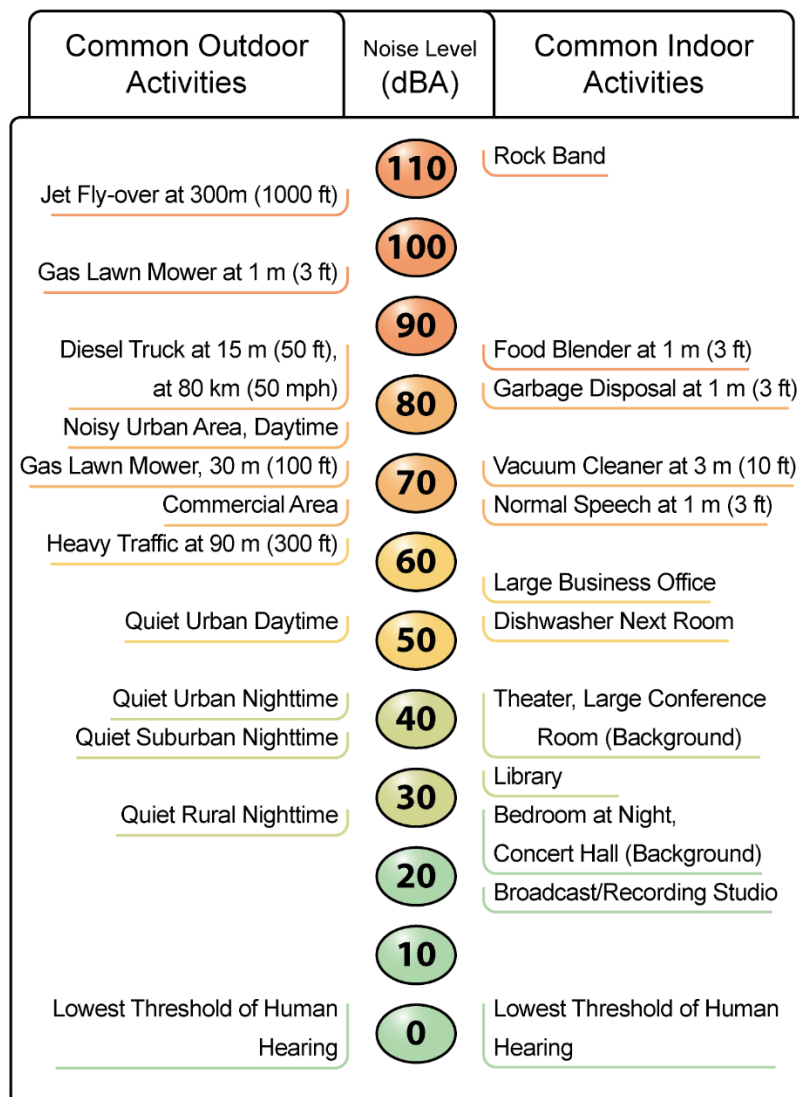 Common Outdoor
Activities
Noise Level
(dBA)
Common Indoor
Activities
110
Rock Band
Jet Fly-over at 300m (1000 ft)
100
Gas Lawn Mower at 1 m (3 ft)
90
Diesel Truck at 15 m (50 ft),
at 80 km (50 mph)
Food Blender at 1 m (3 ft)
80
Garbage Disposal at 1 m (3 ft)
Noisy Urban Area, Daytime
Gas Lawn Mower, 30 m (100 ft)
70
Vacuum Cleaner at 3 m (10 ft)
Commercial Area
Normal Speech at 1 m (3 ft)
Heavy Traffic at 90 m (300 ft)
60
Large Business Office
Quiet Urban Daytime
50
Dishwasher Next Room
Quiet Urban Nighttime
40
Theater, Large Conference
Room (Background)
Quiet Suburban Nighttime
Library
30
Quiet Rural Nighttime
Bedroom at Night,
Concert Hall (Background)
20
Broadcast/Recording Studio
10
Lowest Threshold of Human
Hearing
0
Lowest Threshold of Human
Hearing